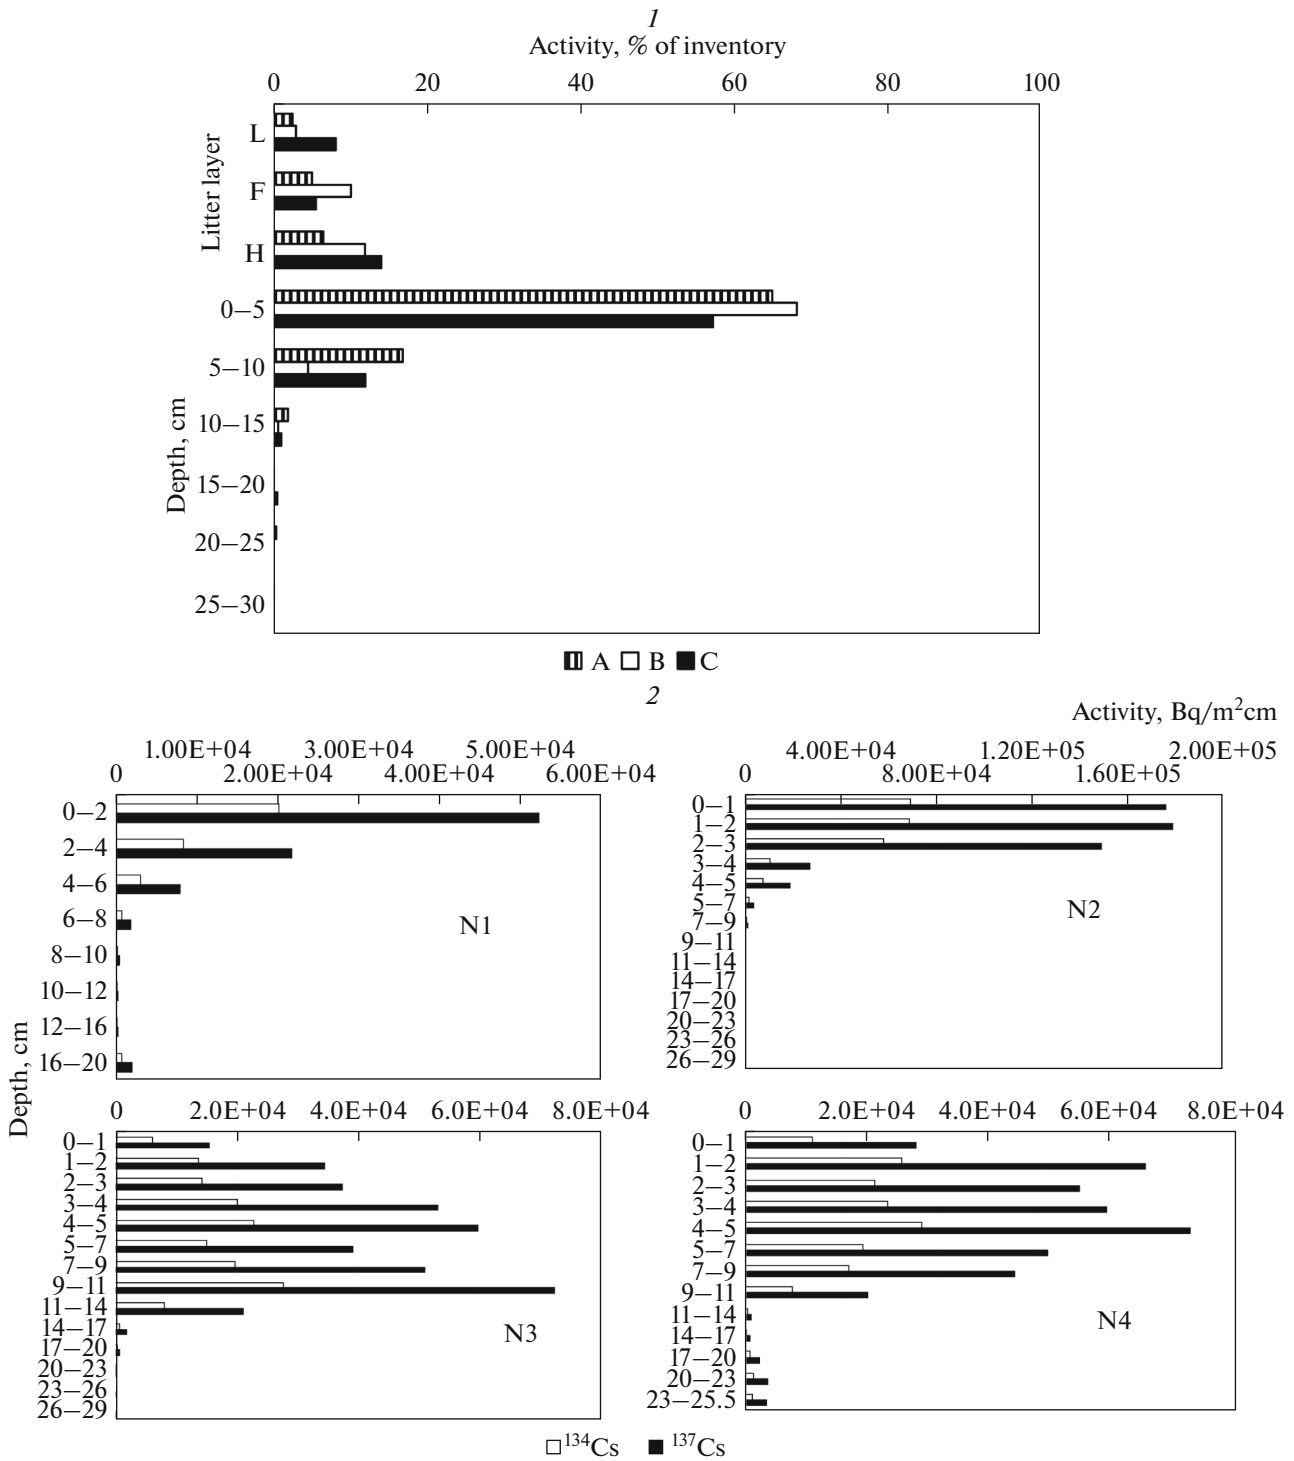 1
Activity, % of inventory
0 20 40 60 80 100
Litter layer
L
F
H
Depth, cm
0–5
5–10
10–15
15–20
20–25
25–30
A B C
2
Activity, Bq/m²cm
1.00E+04 3.00E+04 5.00E+04
0 2.00E+04 4.00E+04 6.00E+04
0–2
2–4
4–6
6–8
8–10
10–12
12–16
16–20
N1
4.00E+04 1.20E+05 2.00E+05
0 8.00E+04 1.60E+05
0–1
1–2
2–3
3–4
4–5
5–7
7–9
9–11
11–14
14–17
17–20
20–23
23–26
26–29
N2
Depth, cm
0 2.0E+04 4.0E+04 6.0E+04 8.0E+04
0–1
1–2
2–3
3–4
4–5
5–7
7–9
9–11
11–14
14–17
17–20
20–23
23–26
26–29
N3
0 2.0E+04 4.0E+04 6.0E+04 8.0E+04
0–1
1–2
2–3
3–4
4–5
5–7
7–9
9–11
11–14
14–17
17–20
20–23
23–25.5
N4
¹³⁴Cs ¹³⁷Cs